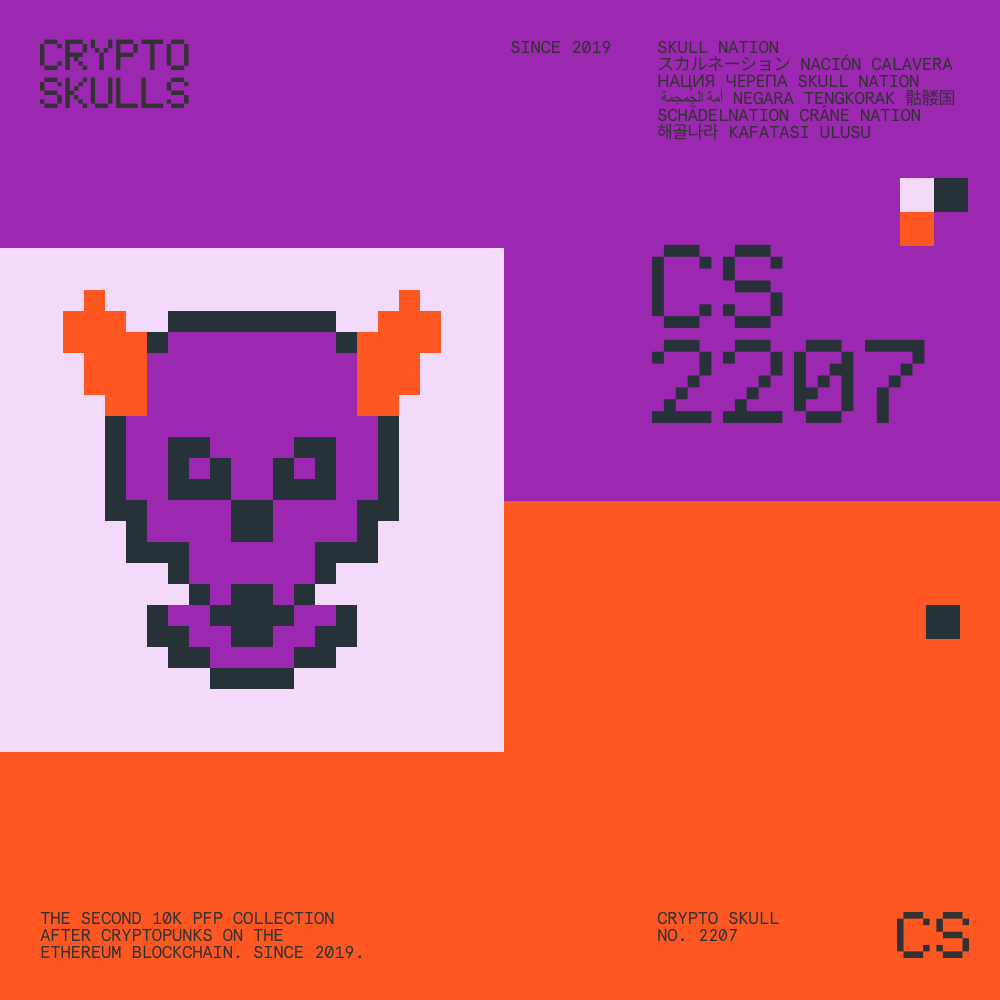 CRYPTO
SKULLS
SINCE 2019
SKULL NATION
スカルネーション NACIÓN CALAVERA
НАЦИЯ ЧЕРЕПА SKULL NATION
أمة الجمجمة NEGARA TENGKORAK 骷髅国
SCHÄDELNATION CRÂNE NATION
해골나라 KAFATASI ULUSU
CS
2207
THE SECOND 10K PFP COLLECTION
AFTER CRYPTOPUNKS ON THE
ETHEREUM BLOCKCHAIN. SINCE 2019.
CRYPTO SKULL
NO. 2207
CS